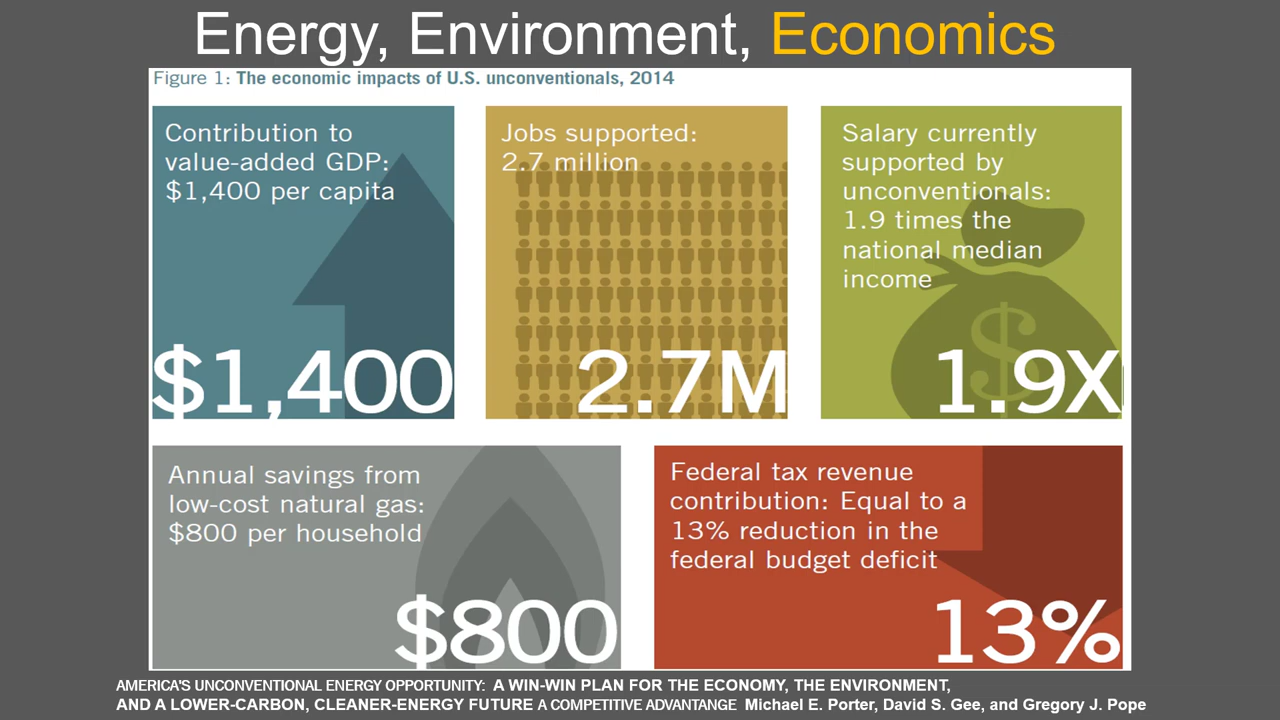 Energy, Environment, Economics
Figure 1: The economic impacts of U.S. unconventionals, 2014
Contribution to
value-added GDP:
$1,400 per capita
$1,400
Jobs supported:
2.7 million
2.7M
Salary currently
supported by
unconventionals:
1.9 times the
national median
income
$
1.9X
Annual savings from
low-cost natural gas:
$800 per household
$800
Federal tax revenue
contribution: Equal to a
13% reduction in the
federal budget deficit
13%
AMERICA'S UNCONVENTIONAL ENERGY OPPORTUNITY: A WIN-WIN PLAN FOR THE ECONOMY, THE ENVIRONMENT,
AND A LOWER-CARBON, CLEANER-ENERGY FUTURE A COMPETITIVE ADVANTANGE Michael E. Porter, David S. Gee, and Gregory J. Pope